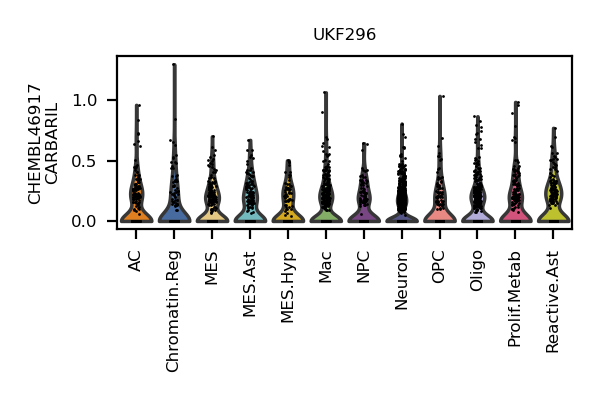 UKF296
CHEMBL46917
CARBARIL
1.0
0.5
0.0
AC
Chromatin.Reg
MES
MES.Ast
MES.Hyp
Mac
NPC
Neuron
OPC
Oligo
Prolif.Metab
Reactive.Ast